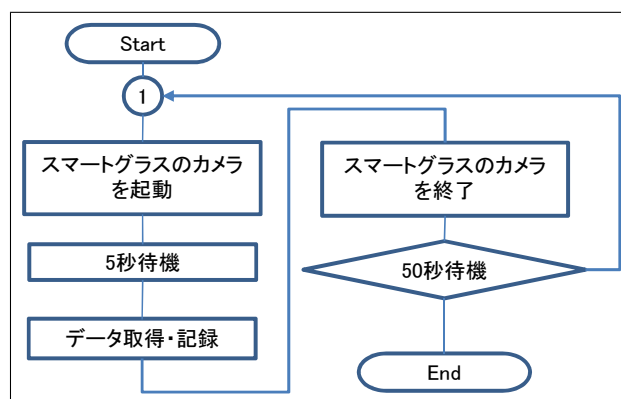 Start
1
スマートグラスのカメラ
を起動
5秒待機
データ取得・記録
スマートグラスのカメラ
を終了
50秒待機
End